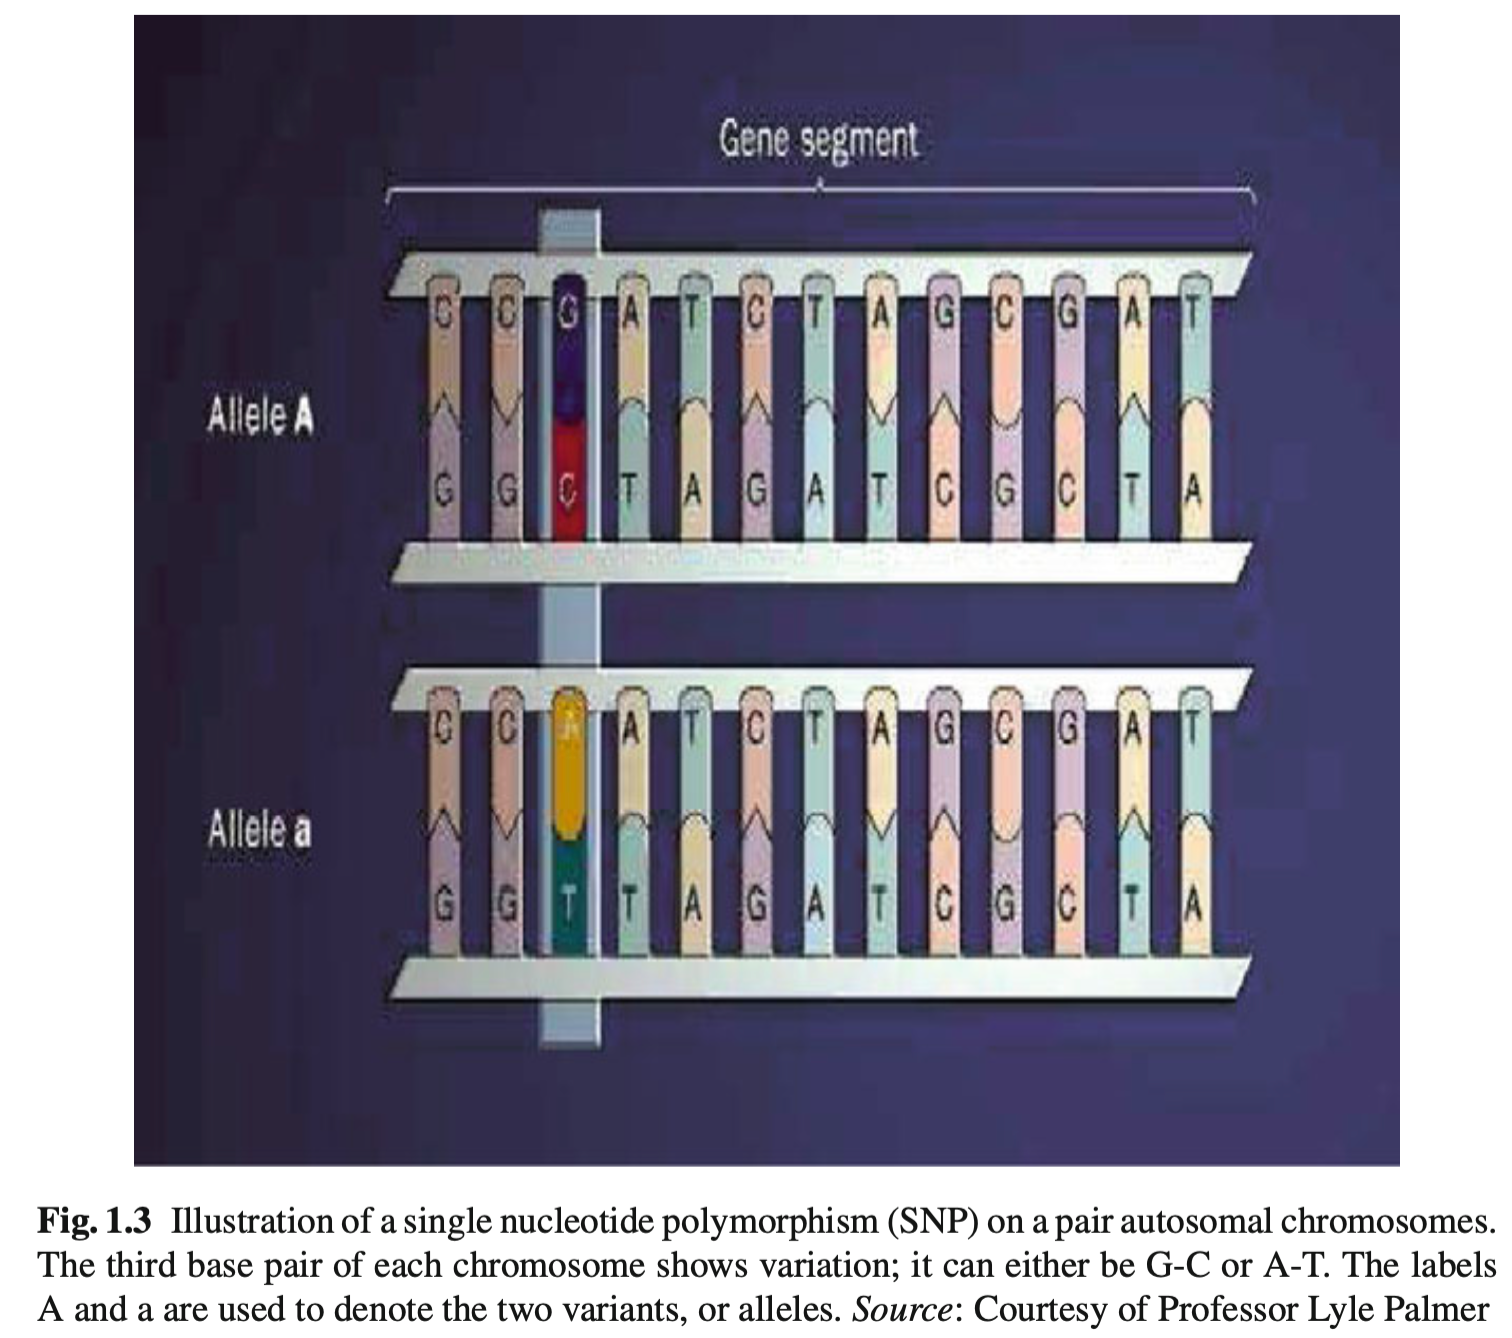 Gene segment
C C G A T C T A G C G A T
Allele A
G G C T A G A T C G C T A
C C A A T C T A G C G A T
Allele a
G G T T A G A T C G C T A
Fig. 1.3 Illustration of a single nucleotide polymorphism (SNP) on a pair autosomal chromosomes.
The third base pair of each chromosome shows variation; it can either be G-C or A-T. The labels
A and a are used to denote the two variants, or alleles. Source: Courtesy of Professor Lyle Palmer